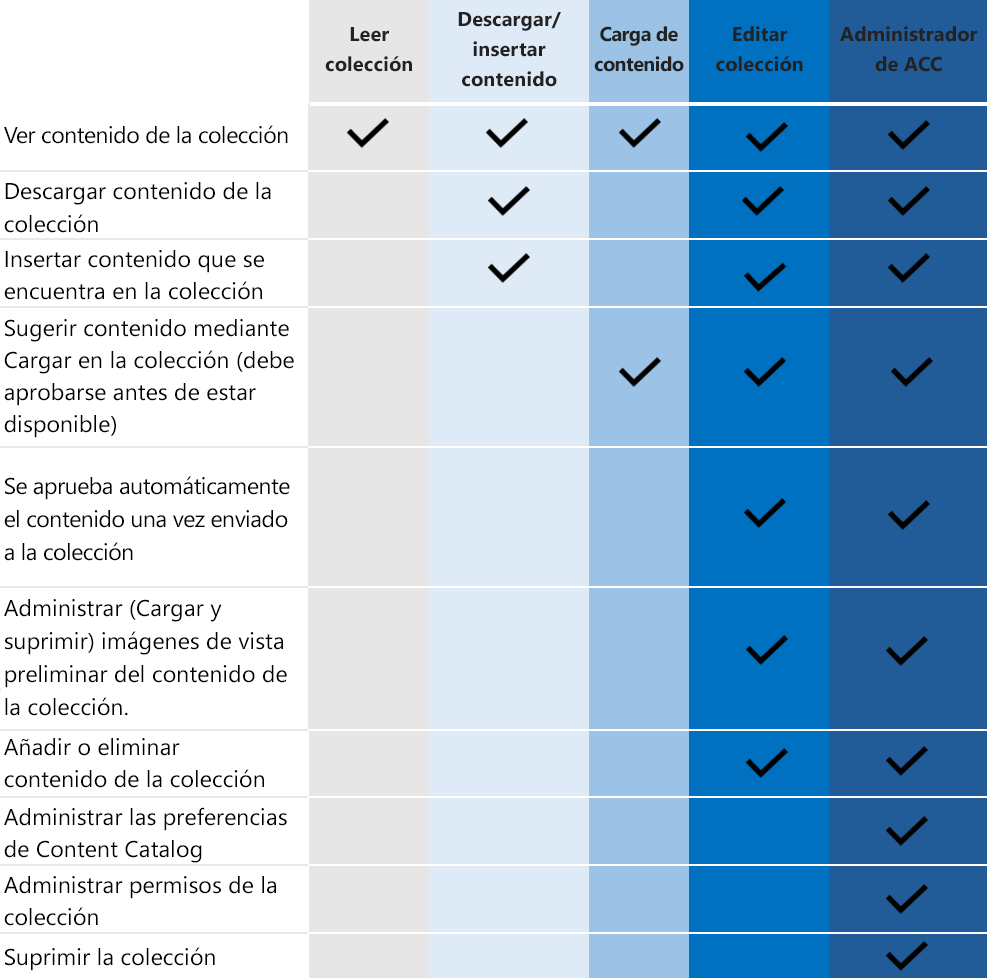 Leer
colección
Descargar/
insertar
contenido
Carga de
contenido
Editar
colección
Administrador
de ACC
Ver contenido de la colección
Descargar contenido de la
colección
Insertar contenido que se
encuentra en la colección
Sugerir contenido mediante
Cargar en la colección (debe
aprobarse antes de estar
disponible)
Se aprueba automáticamente
el contenido una vez enviado
a la colección
Administrar (Cargar y
suprimir) imágenes de vista
preliminar del contenido de
la colección.
Añadir o eliminar
contenido de la colección
Administrar las preferencias
de Content Catalog
Administrar permisos de la
colección
Suprimir la colección